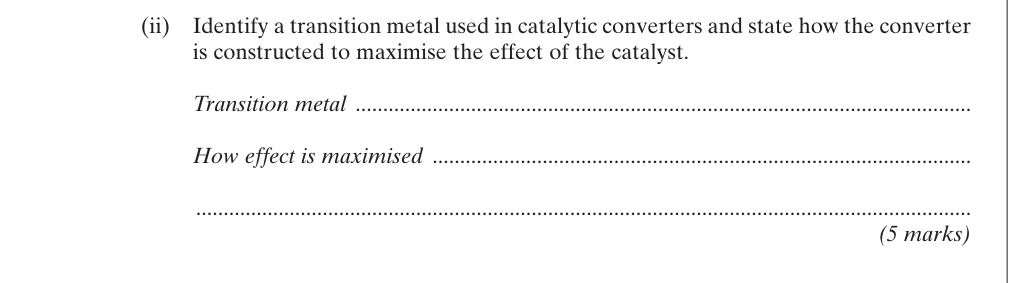 (ii) Identify a transition metal used in catalytic converters and state how the converter
is constructed to maximise the effect of the catalyst.
Transition metal ............................................................................................................
How effect is maximised ..............................................................................................
........................................................................................................................................
(5 marks)